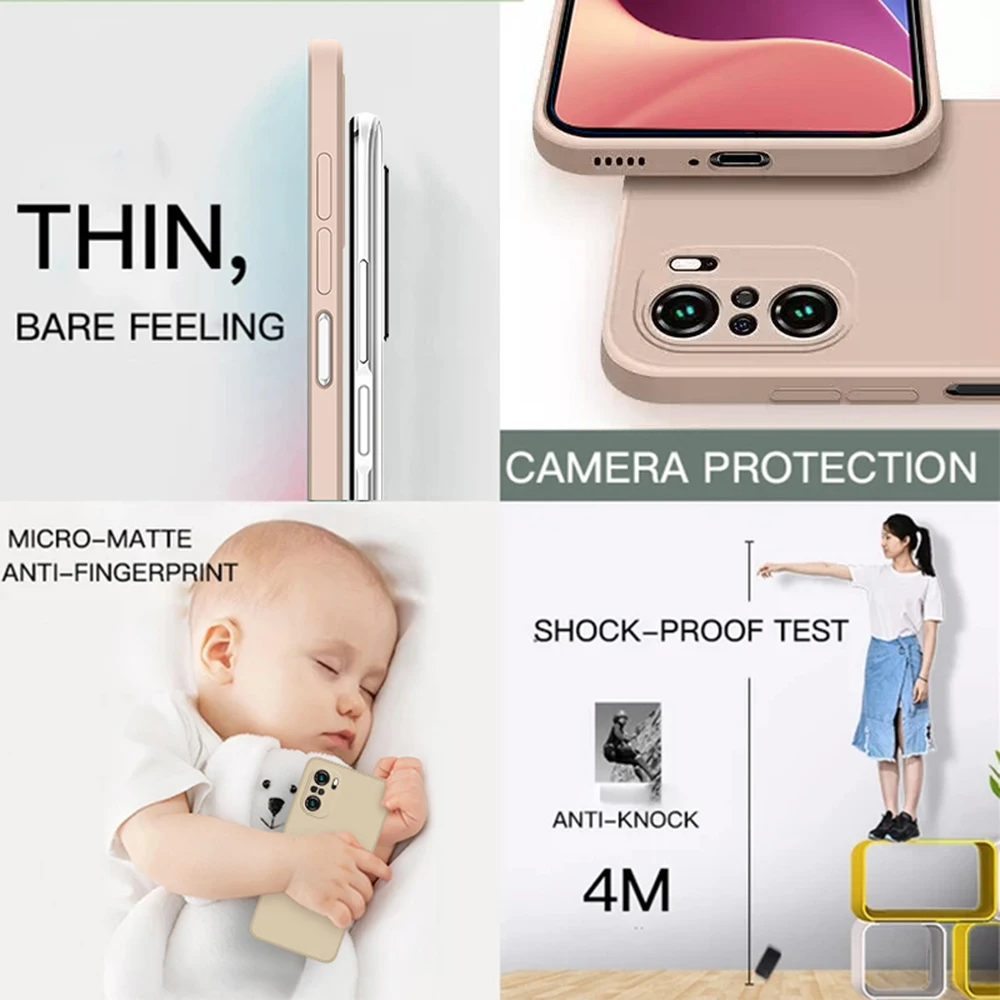 THIN,
BARE FEELING
CAMERA PROTECTION
MICRO-MATTE
ANTI-FINGERPRINT
SHOCK-PROOF TEST
ANTI-KNOCK
4M